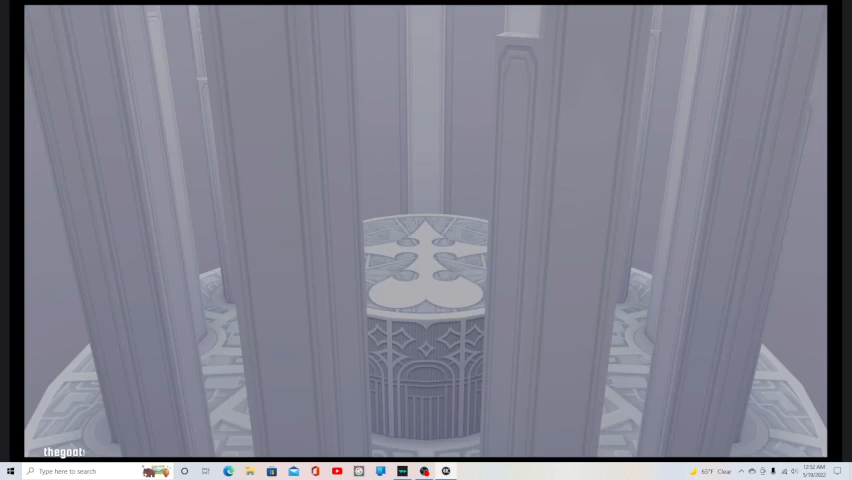 thegoat
Type here to search
65°F Clear
12:52 AM
5/19/2022